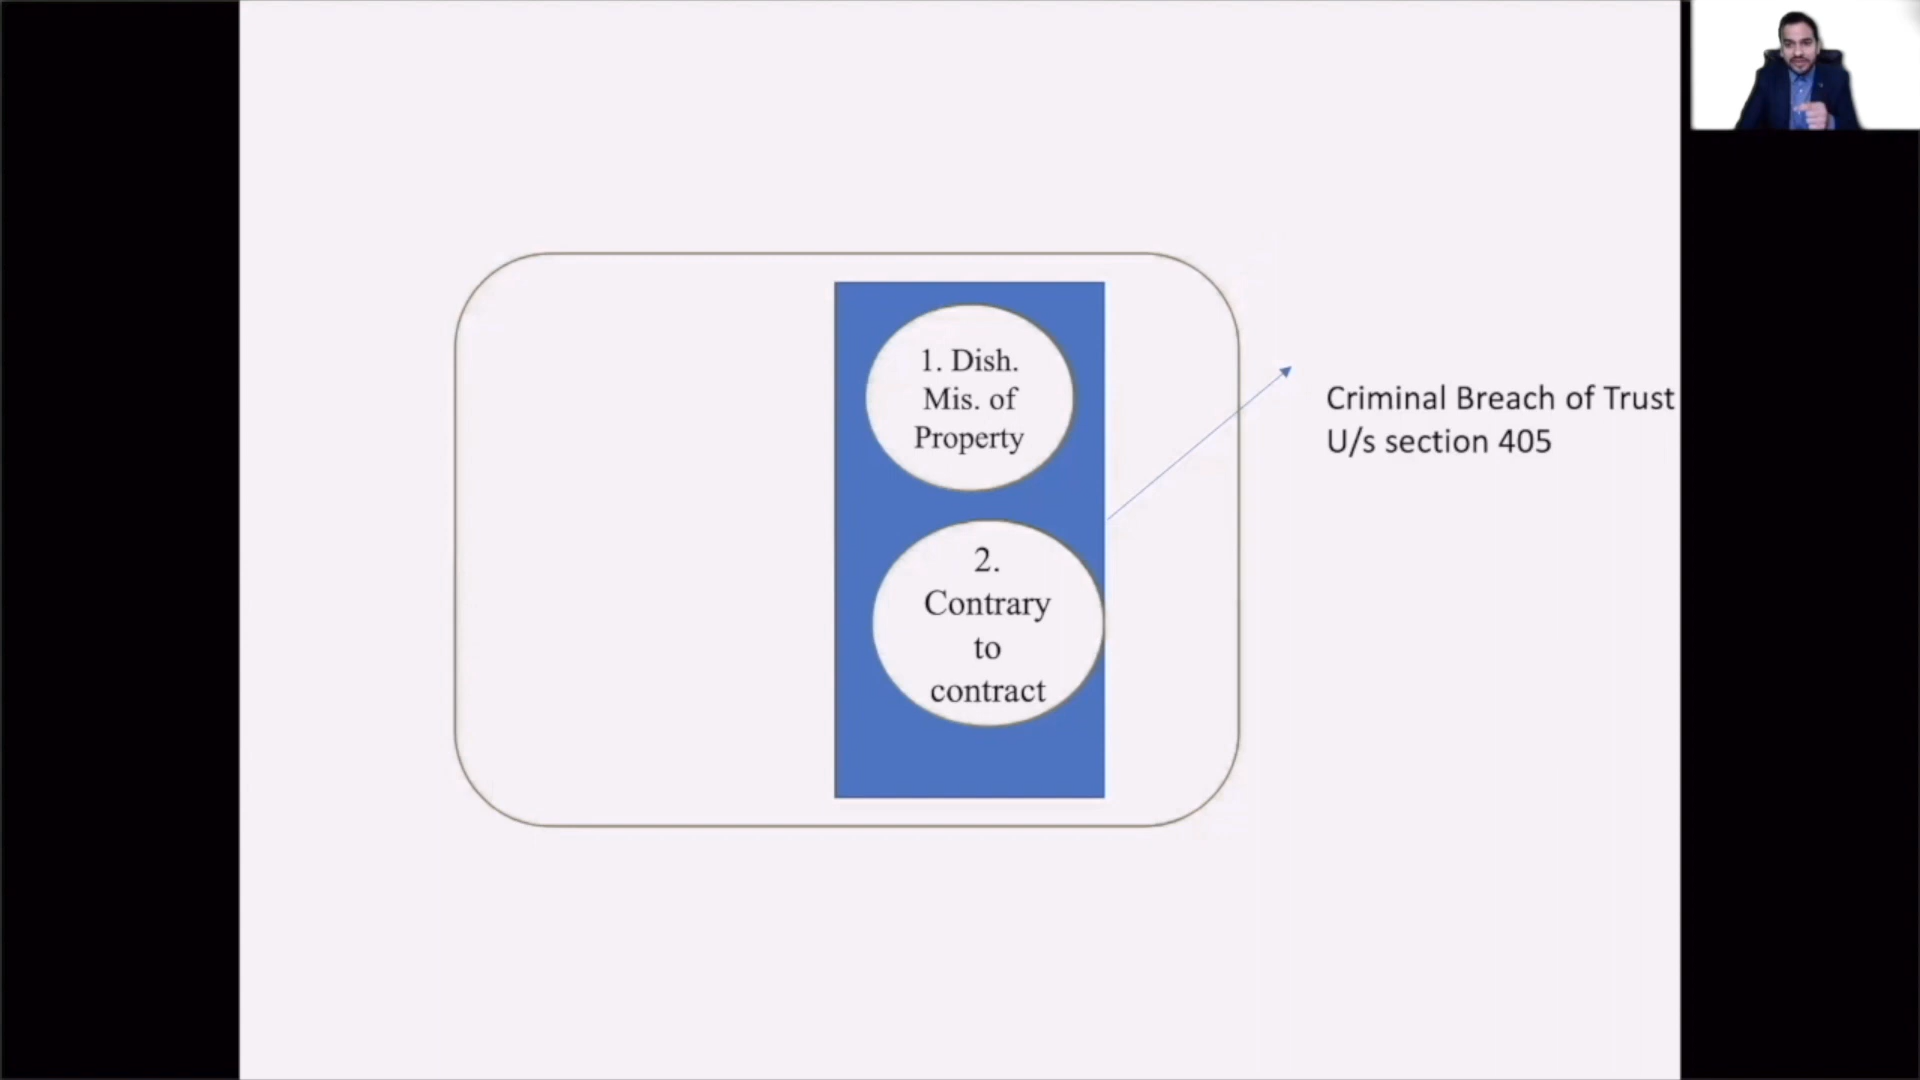 1. Dish.
Mis. of
Property
2.
Contrary
to
contract
Criminal Breach of Trust
U/s section 405